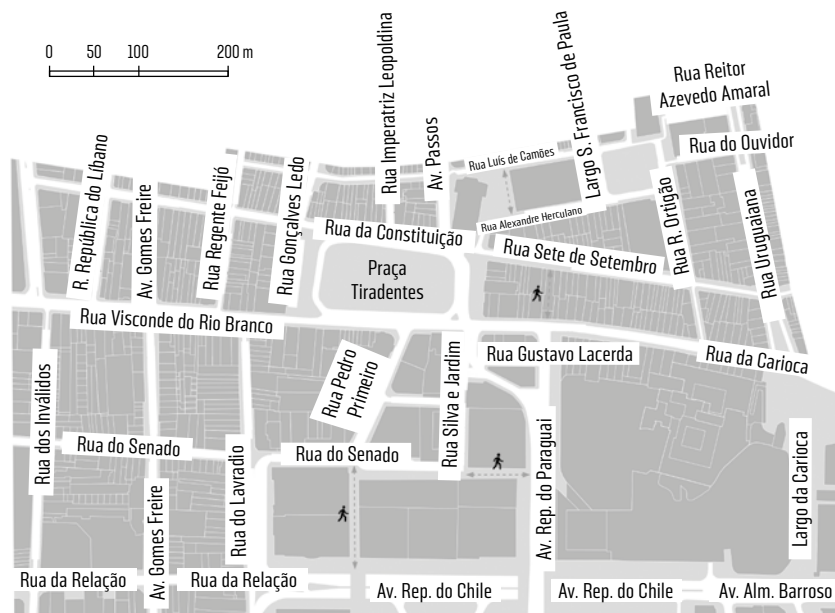 0 50 100 200 m
Rua Imperatriz Leopoldina
Largo S. Francisco de Paula
Rua Reitor
Azevedo Amaral
R. República do Líbano
Av. Gomes Freire
Rua Regente Feijó
Rua Gonçalves Ledo
Av. Passos
Rua Luís de Camões
Rua do Ouvidor
Rua Alexandre Herculano
Rua da Constituição
Rua Sete de Setembro
Rua R. Ortigão
Rua Uruguaiana
Praça
Tiradentes
Rua Visconde do Rio Branco
Rua Pedro
Primeiro
Rua Silva e Jardim
Rua Gustavo Lacerda
Rua da Carioca
Rua dos Inválidos
Rua do Senado
Rua do Lavradio
Rua do Senado
Av. Rep. do Paraguai
Largo da Carioca
Av. Gomes Freire
Rua da Relação
Rua da Relação
Av. Rep. do Chile
Av. Rep. do Chile
Av. Alm. Barroso